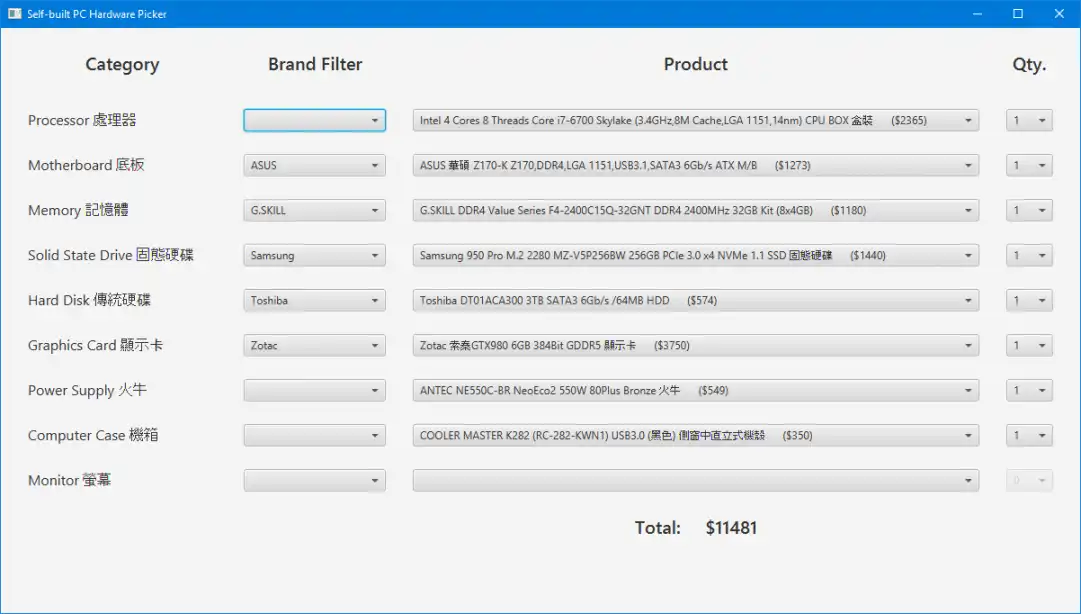 Self-built PC Hardware Picker
Category Brand Filter Product Qty.
Processor 處理器 Intel 4 Cores 8 Threads Core i7-6700 Skylake (3.4GHz,8M Cache,LGA 1151,14nm) CPU BOX 盒裝 ($2365) 1
Motherboard 底板 ASUS ASUS 華碩 Z170-K Z170,DDR4,LGA 1151,USB3.1,SATA3 6Gb/s ATX M/B ($1273) 1
Memory 記憶體 G.SKILL G.SKILL DDR4 Value Series F4-2400C15Q-32GNT DDR4 2400MHz 32GB Kit (8x4GB) ($1180) 1
Solid State Drive 固態硬碟 Samsung Samsung 950 Pro M.2 2280 MZ-V5P256BW 256GB PCIe 3.0 x4 NVMe 1.1 SSD 固態硬碟 ($1440) 1
Hard Disk 傳統硬碟 Toshiba Toshiba DT01ACA300 3TB SATA3 6Gb/s /64MB HDD ($574) 1
Graphics Card 顯示卡 Zotac Zotac 索泰GTX980 6GB 384Bit GDDR5 顯示卡 ($3750) 1
Power Supply 火牛 ANTEC NE550C-BR NeoEco2 550W 80Plus Bronze 火牛 ($549) 1
Computer Case 機箱 COOLER MASTER K282 (RC-282-KWN1) USB3.0 (黑色) 側窗中直立式機殼 ($350) 1
Monitor 螢幕 0
Total: $11481